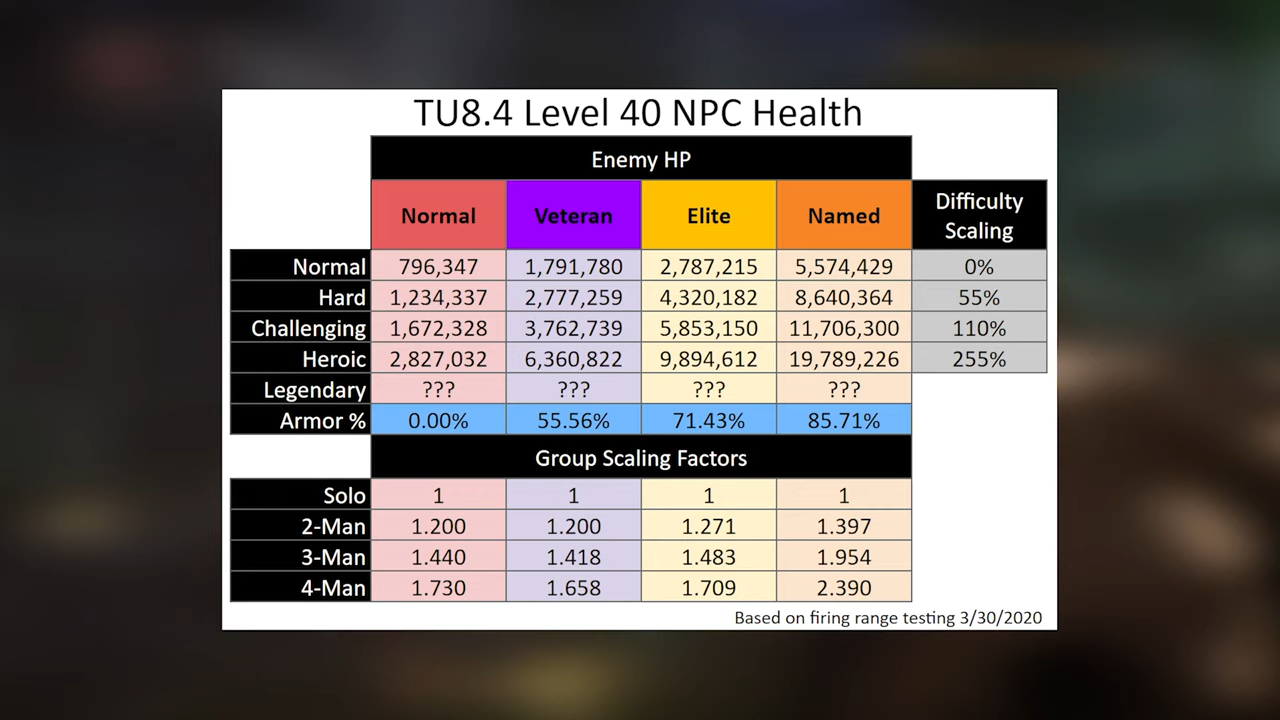 TU8.4 Level 40 NPC Health
Enemy HP
Normal Veteran Elite Named Difficulty Scaling
Normal 796,347 1,791,780 2,787,215 5,574,429 0%
Hard 1,234,337 2,777,259 4,320,182 8,640,364 55%
Challenging 1,672,328 3,762,739 5,853,150 11,706,300 110%
Heroic 2,827,032 6,360,822 9,894,612 19,789,226 255%
Legendary ??? ??? ??? ???
Armor % 0.00% 55.56% 71.43% 85.71%
Group Scaling Factors
Solo 1 1 1 1
2-Man 1.200 1.200 1.271 1.397
3-Man 1.440 1.418 1.483 1.954
4-Man 1.730 1.658 1.709 2.390
Based on firing range testing 3/30/2020